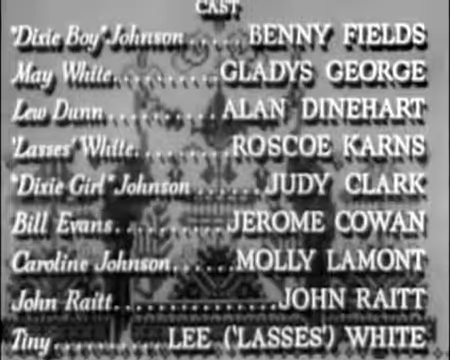 CAST
"Dixie Boy" Johnson......BENNY FIELDS
May White..........GLADYS GEORGE
Lew Dunn..........ALAN DINEHART
'Lasses' White.........ROSCOE KARNS
"Dixie Girl" Johnson.......JUDY CLARK
Bill Evans..........JEROME COWAN
Caroline Johnson......MOLLY LAMONT
John Raitt...............JOHN RAITT
Tiny..........LEE ('LASSES') WHITE